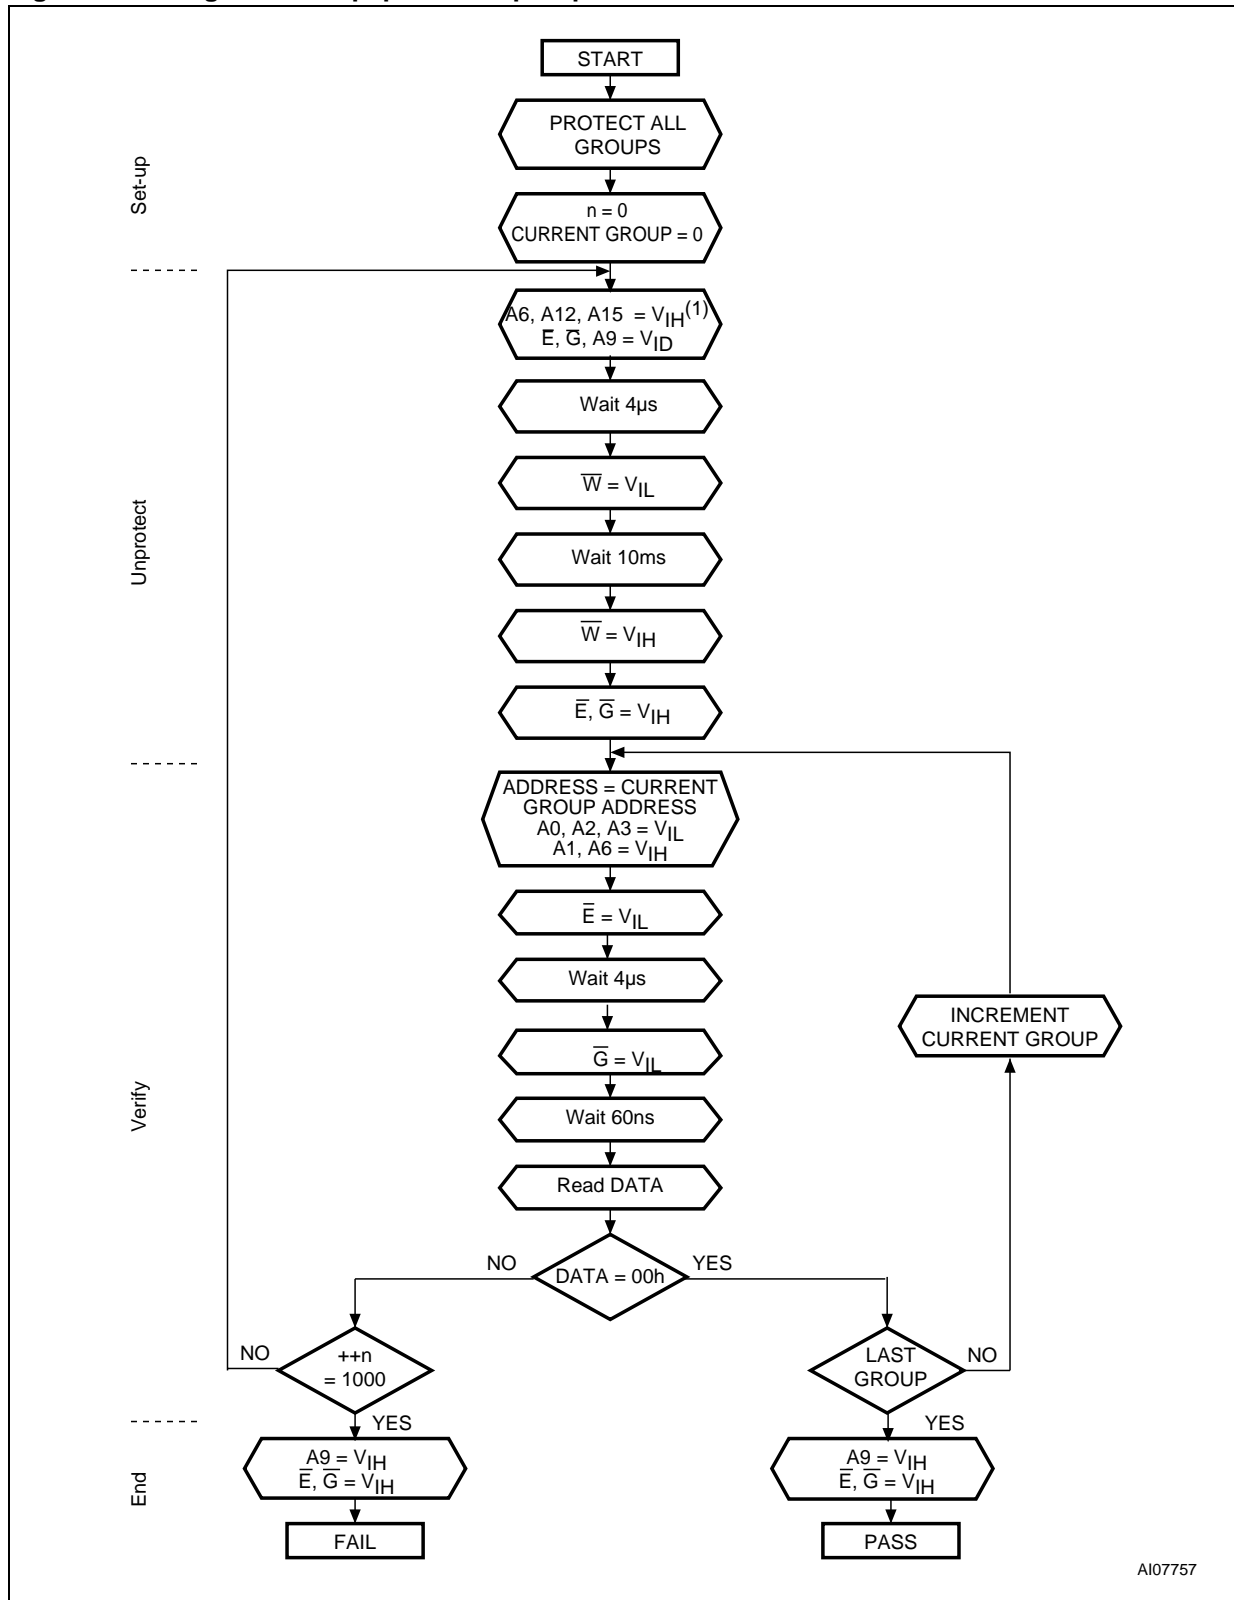 START
PROTECT ALL
GROUPS
Set-up
n = 0
CURRENT GROUP = 0
A6, A12, A15 = VIH(1)
E̅, G̅, A9 = VID
Wait 4µs
W̅ = VIL
Unprotect
Wait 10ms
W̅ = VIH
E̅, G̅ = VIH
ADDRESS = CURRENT
GROUP ADDRESS
A0, A2, A3 = VIL
A1, A6 = VIH
E̅ = VIL
Wait 4µs
INCREMENT
CURRENT GROUP
G̅ = VIL
Verify
Wait 60ns
Read DATA
NO
DATA = 00h
YES
NO
++n
= 1000
LAST
GROUP
NO
YES
YES
A9 = VIH
E̅, G̅ = VIH
A9 = VIH
E̅, G̅ = VIH
End
FAIL
PASS
AI07757